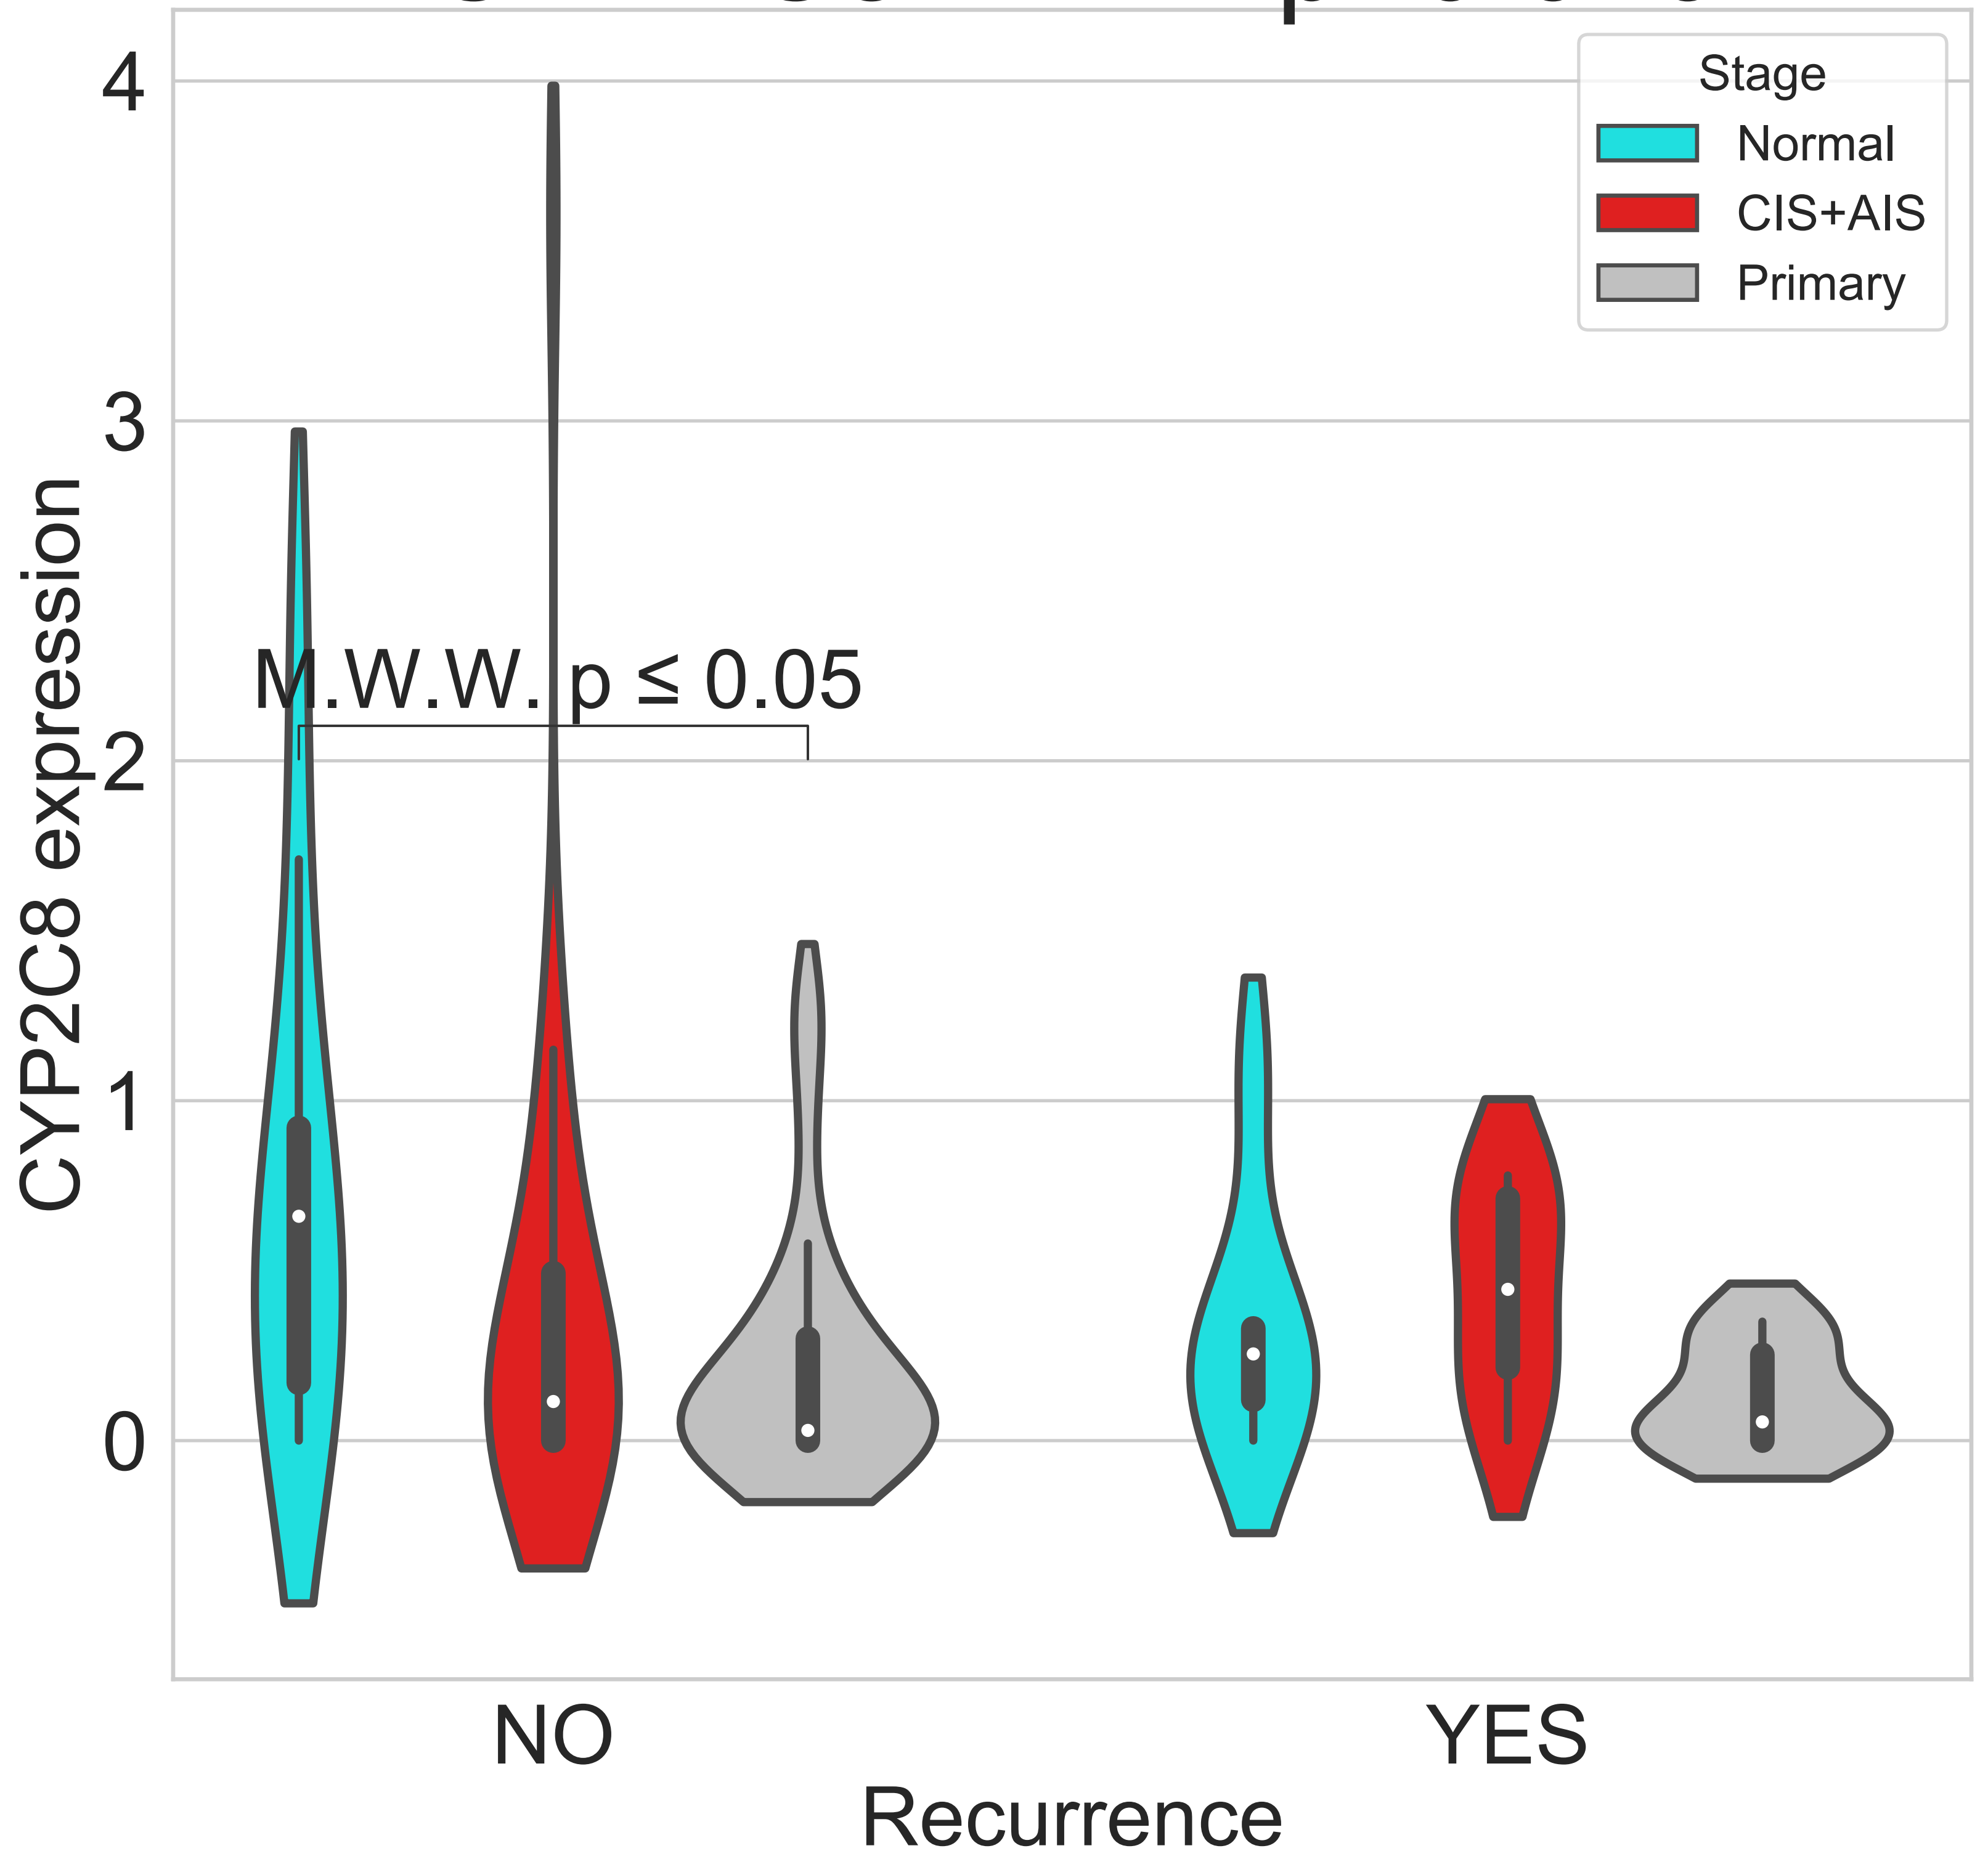 Stage
Normal
CIS+AIS
Primary
4
3
2
1
0
CYP2C8 expression
M.W.W. p ≤ 0.05
NO
YES
Recurrence